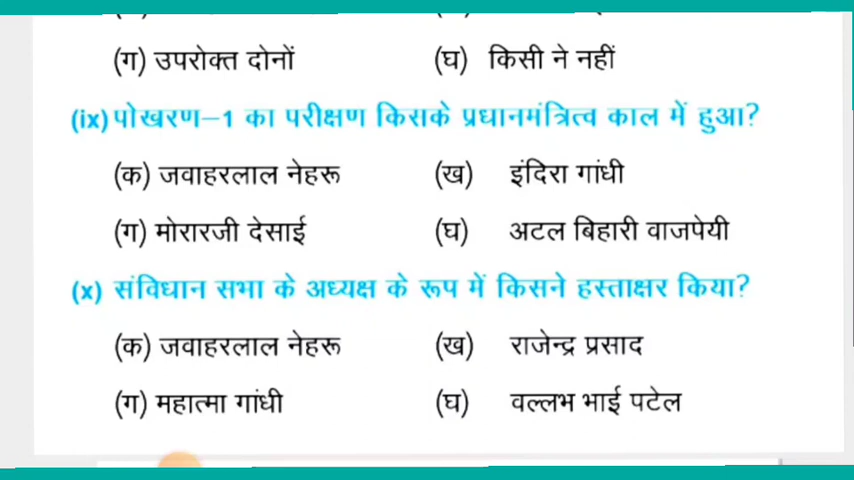 (ग) उपरोक्त दोनों (घ) किसी ने नहीं
(ix) पोखरण–1 का परीक्षण किसके प्रधानमंत्रित्व काल में हुआ?
(क) जवाहरलाल नेहरू (ख) इंदिरा गांधी
(ग) मोरारजी देसाई (घ) अटल बिहारी वाजपेयी
(x) संविधान सभा के अध्यक्ष के रूप में किसने हस्ताक्षर किया?
(क) जवाहरलाल नेहरू (ख) राजेन्द्र प्रसाद
(ग) महात्मा गांधी (घ) वल्लभ भाई पटेल